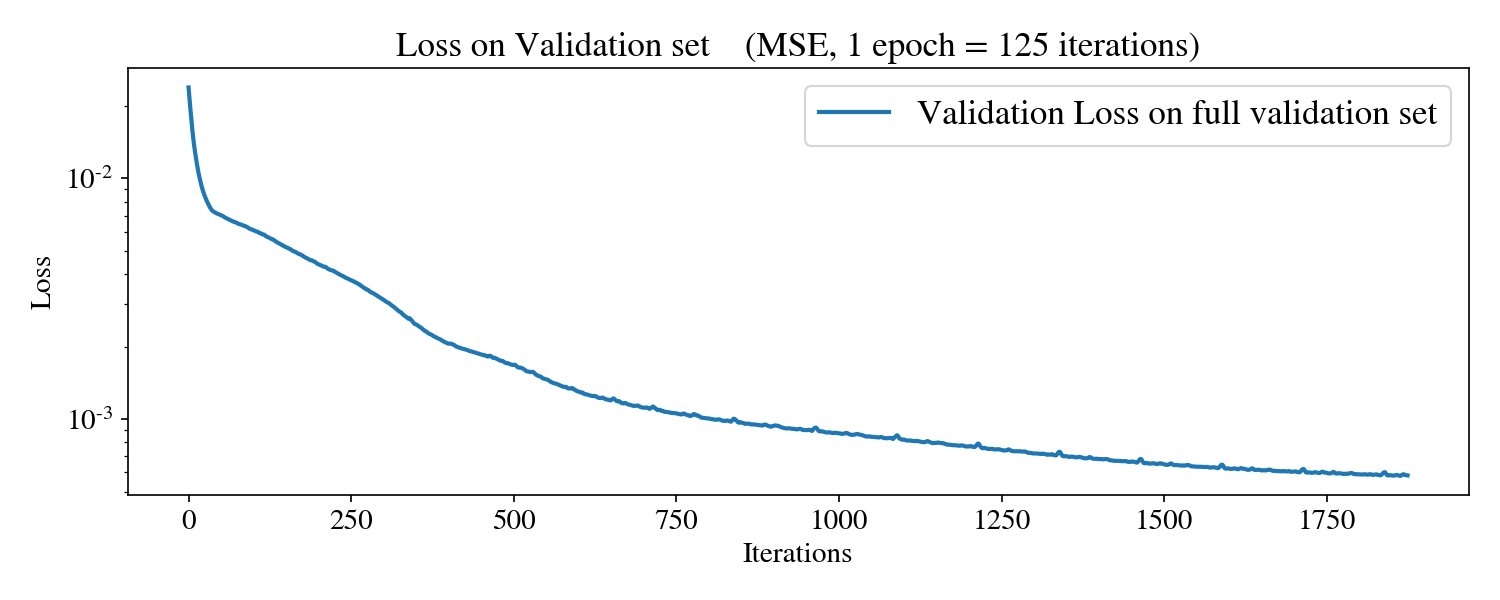 Loss on Validation set (MSE, 1 epoch = 125 iterations)
Validation Loss on full validation set
10⁻²
10⁻³
Loss
0 250 500 750 1000 1250 1500 1750
Iterations